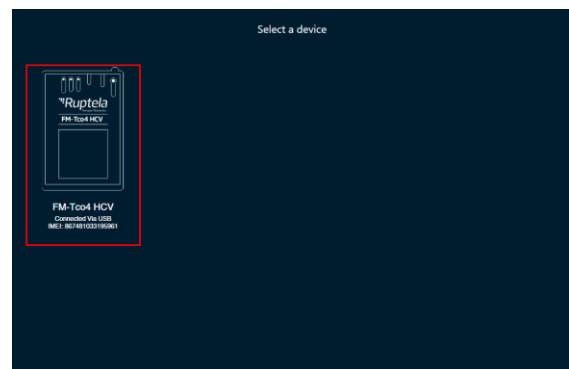 Select a device
Ruptela
FM-Tco4 HCV
FM-Tco4 HCV
Connected Via USB
IMEI: 867481033195961